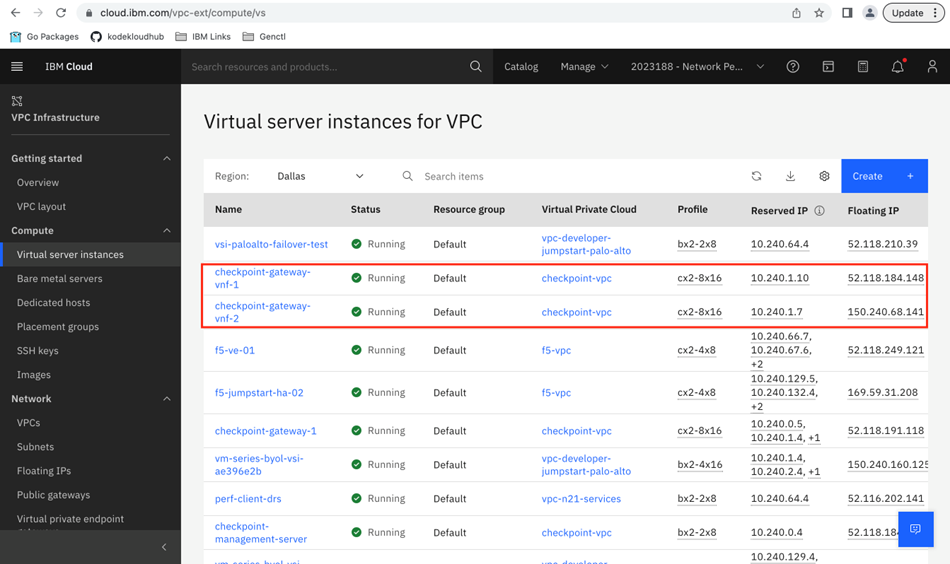 cloud.ibm.com/vpc-ext/compute/vs
Update
Go Packages
kodekloudhub
IBM Links
Genctl
IBM Cloud
Search resources and products...
Catalog
Manage
2023188 - Network Pe...
VPC Infrastructure
Getting started
Overview
VPC layout
Compute
Virtual server instances
Bare metal servers
Dedicated hosts
Placement groups
SSH keys
Images
Network
VPCs
Subnets
Floating IPs
Public gateways
Virtual private endpoint
Virtual server instances for VPC
Region:
Dallas
Search items
Create +
Name Status Resource group Virtual Private Cloud Profile Reserved IP Floating IP
vsi-paloalto-failover-test Running Default vpc-developer- bx2-2x8 10.240.64.4 52.118.210.39
jumpstart-palo-alto
checkpoint-gateway- Running Default checkpoint-vpc cx2-8x16 10.240.1.10 52.118.184.148
vnf-1
checkpoint-gateway- Running Default checkpoint-vpc cx2-8x16 10.240.1.7 150.240.68.141
vnf-2
f5-ve-01 Running Default f5-vpc cx2-4x8 10.240.66.7, 52.118.249.121
10.240.67.6,
+2
f5-jumpstart-ha-02 Running Default f5-vpc cx2-4x8 10.240.129.5, 169.59.31.208
10.240.132.4,
+2
checkpoint-gateway-1 Running Default checkpoint-vpc cx2-8x16 10.240.0.5, 52.118.191.118
10.240.1.4, +1
vm-series-byol-vsi- Running Default vpc-developer- bx2-4x16 10.240.1.4, 150.240.160.125
ae396e2b jumpstart-palo-alto 10.240.2.4, +1
perf-client-drs Running Default vpc-n21-services bx2-2x8 10.240.64.4 52.116.202.141
checkpoint- Running Default checkpoint-vpc bx2-2x8 10.240.0.4 52.118.18
management-server
10.240.129.4,